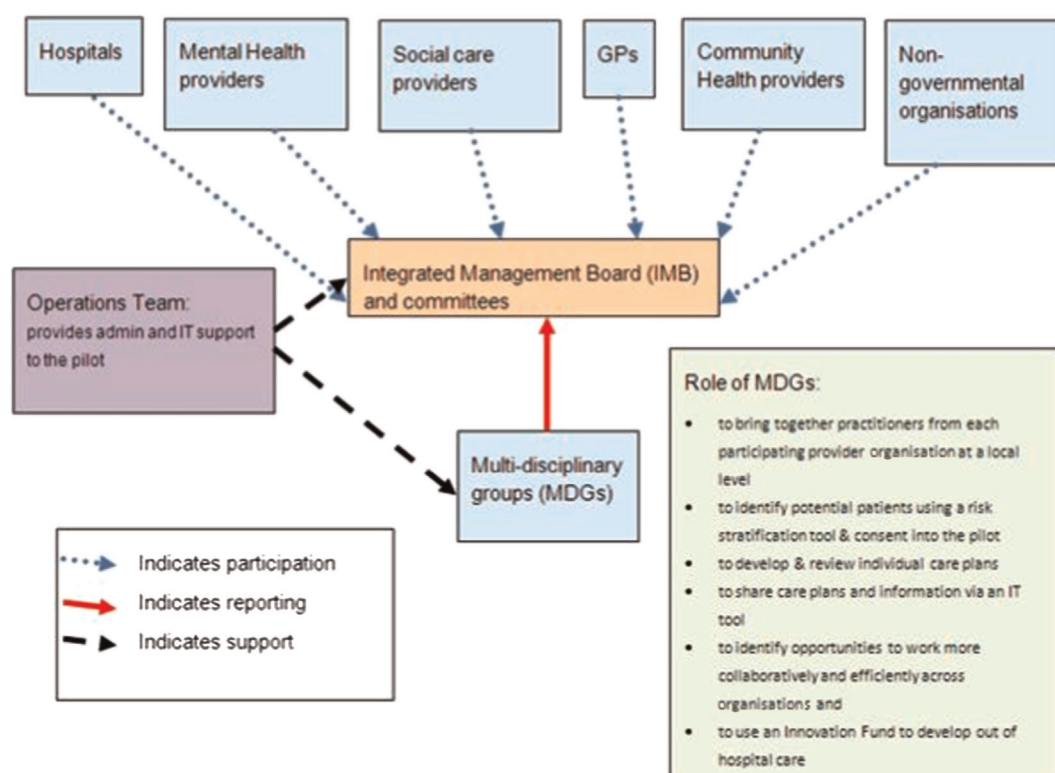 Hospitals
Mental Health
providers
Social care
providers
GPs
Community
Health providers
Non-
governmental
organisations
Integrated Management Board (IMB)
and committees
Operations Team:
provides admin and IT support
to the pilot
Multi-disciplinary
groups (MDGs)
Indicates participation
Indicates reporting
Indicates support
Role of MDGs:
• to bring together practitioners from each
participating provider organisation at a local
level
• to identify potential patients using a risk
stratification tool & consent into the pilot
• to develop & review individual care plans
• to share care plans and information via an IT
tool
• to identify opportunities to work more
collaboratively and efficiently across
organisations and
• to use an Innovation Fund to develop out of
hospital care